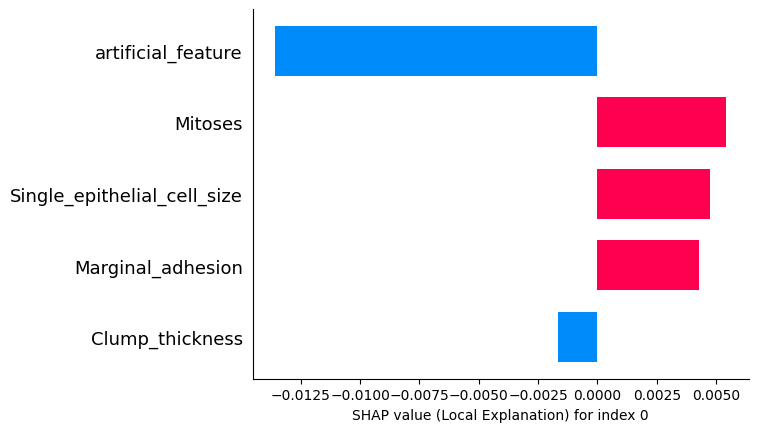 artificial_feature
Mitoses
Single_epithelial_cell_size
Marginal_adhesion
Clump_thickness
−0.0125 −0.0100 −0.0075 −0.0050 −0.0025 0.0000 0.0025 0.0050
SHAP value (Local Explanation) for index 0